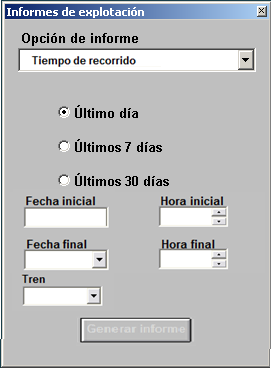 Informes de explotación
Opción de informe
Tiempo de recorrido
Último día
Últimos 7 días
Últimos 30 días
Fecha inicial
Hora inicial
Fecha final
Hora final
Tren
Generar informe